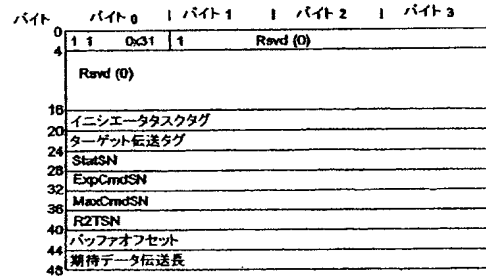 バイト バイト 0 | バイト 1 | バイト 2 | バイト 3
0 1 1 0x31 1 Rsvd (0)
4
Rsvd (0)
16 イニシエータタスクタグ
20 ターゲット伝送タグ
24 StatSN
28 ExpCmdSN
32 MaxCmdSN
36 R2TSN
40 バッファオフセット
44 期待データ伝送長
48